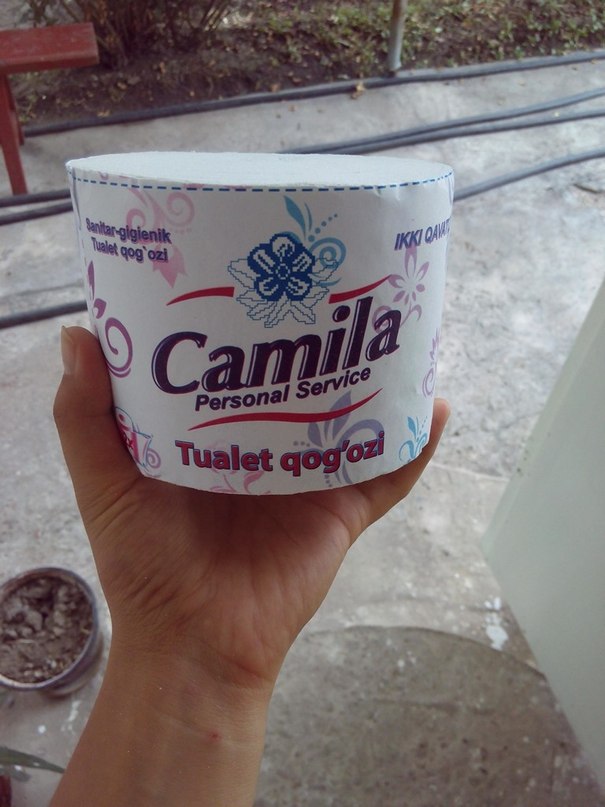 Sanitar-gigienik
Tualet qog`ozi
IKKI QAVAT
Camila
Personal Service
Tualet qog'ozi